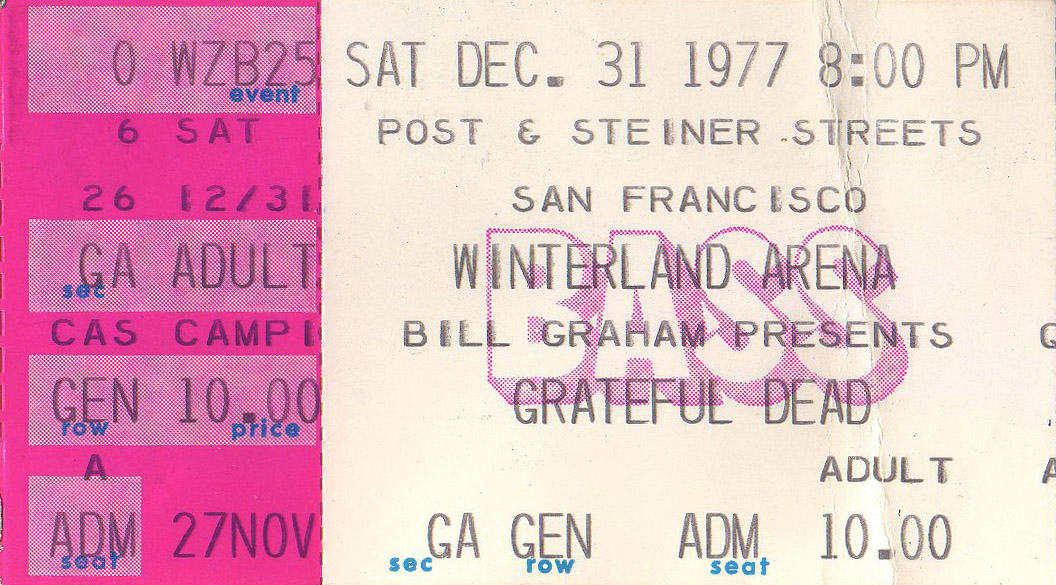 0 WZB25
event
6 SAT
26 12/31
GA ADULT
sec
CAS CAMPI
GEN 10.00
row price
A
ADM 27NOV
seat
SAT DEC. 31 1977 8:00 PM
POST & STEINER STREETS
SAN FRANCISCO
BASS
WINTERLAND ARENA
BILL GRAHAM PRESENTS
GRATEFUL DEAD
ADULT
GA GEN ADM 10.00
sec row seat